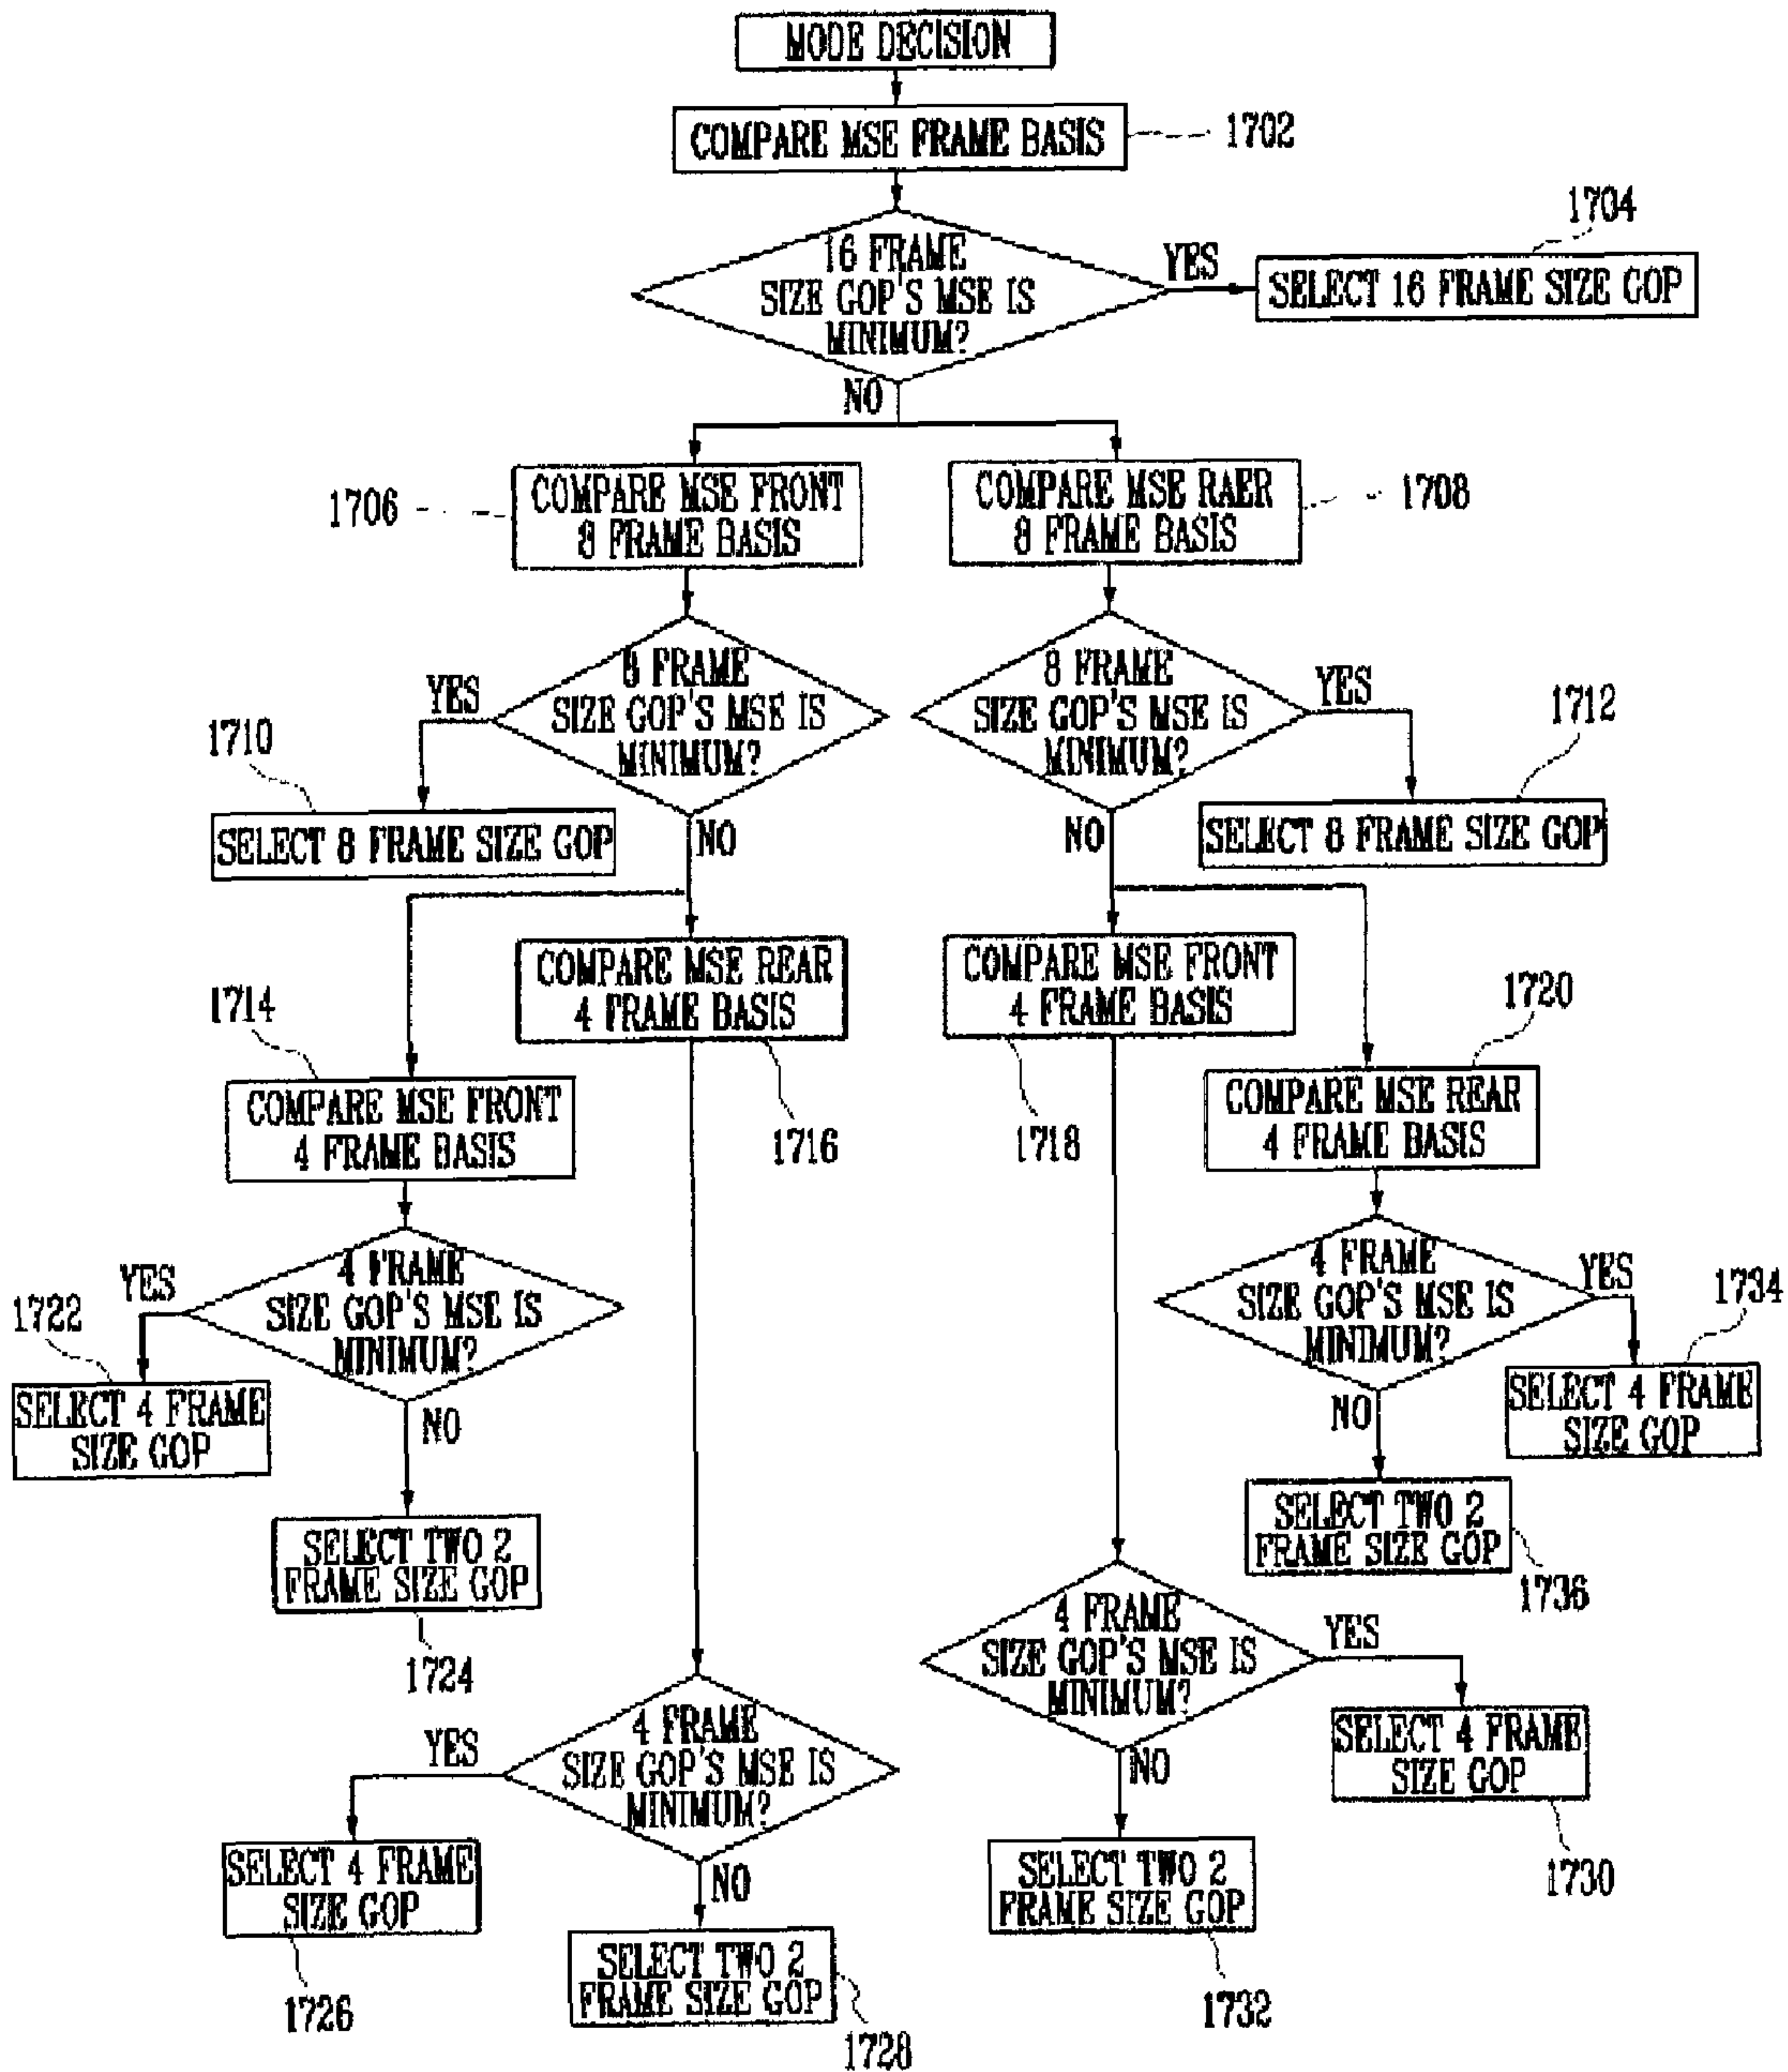 MODE DECISION
COMPARE MSE FRAME BASIS
1702
1704
16 FRAME
SIZE GOP'S MSE IS
MINIMUM?
YES
SELECT 16 FRAME SIZE GOP
NO
1706
COMPARE MSE FRONT
8 FRAME BASIS
COMPARE MSE RAER
8 FRAME BASIS
1708
8 FRAME
SIZE GOP'S MSE IS
MINIMUM?
YES
1710
SELECT 8 FRAME SIZE GOP
NO
8 FRAME
SIZE GOP'S MSE IS
MINIMUM?
YES
1712
SELECT 8 FRAME SIZE GOP
NO
COMPARE MSE REAR
4 FRAME BASIS
1716
COMPARE MSE FRONT
4 FRAME BASIS
1718
1714
COMPARE MSE FRONT
4 FRAME BASIS
1720
COMPARE MSE REAR
4 FRAME BASIS
4 FRAME
SIZE GOP'S MSE IS
MINIMUM?
YES
1722
SELECT 4 FRAME
SIZE GOP
NO
SELECT TWO 2
FRAME SIZE GOP
1724
4 FRAME
SIZE GOP'S MSE IS
MINIMUM?
YES
1734
SELECT 4 FRAME
SIZE GOP
NO
SELECT TWO 2
FRAME SIZE GOP
1736
4 FRAME
SIZE GOP'S MSE IS
MINIMUM?
YES
SELECT 4 FRAME
SIZE GOP
1726
NO
SELECT TWO 2
FRAME SIZE GOP
1728
4 FRAME
SIZE GOP'S MSE IS
MINIMUM?
YES
SELECT 4 FRAME
SIZE GOP
1730
NO
SELECT TWO 2
FRAME SIZE GOP
1732